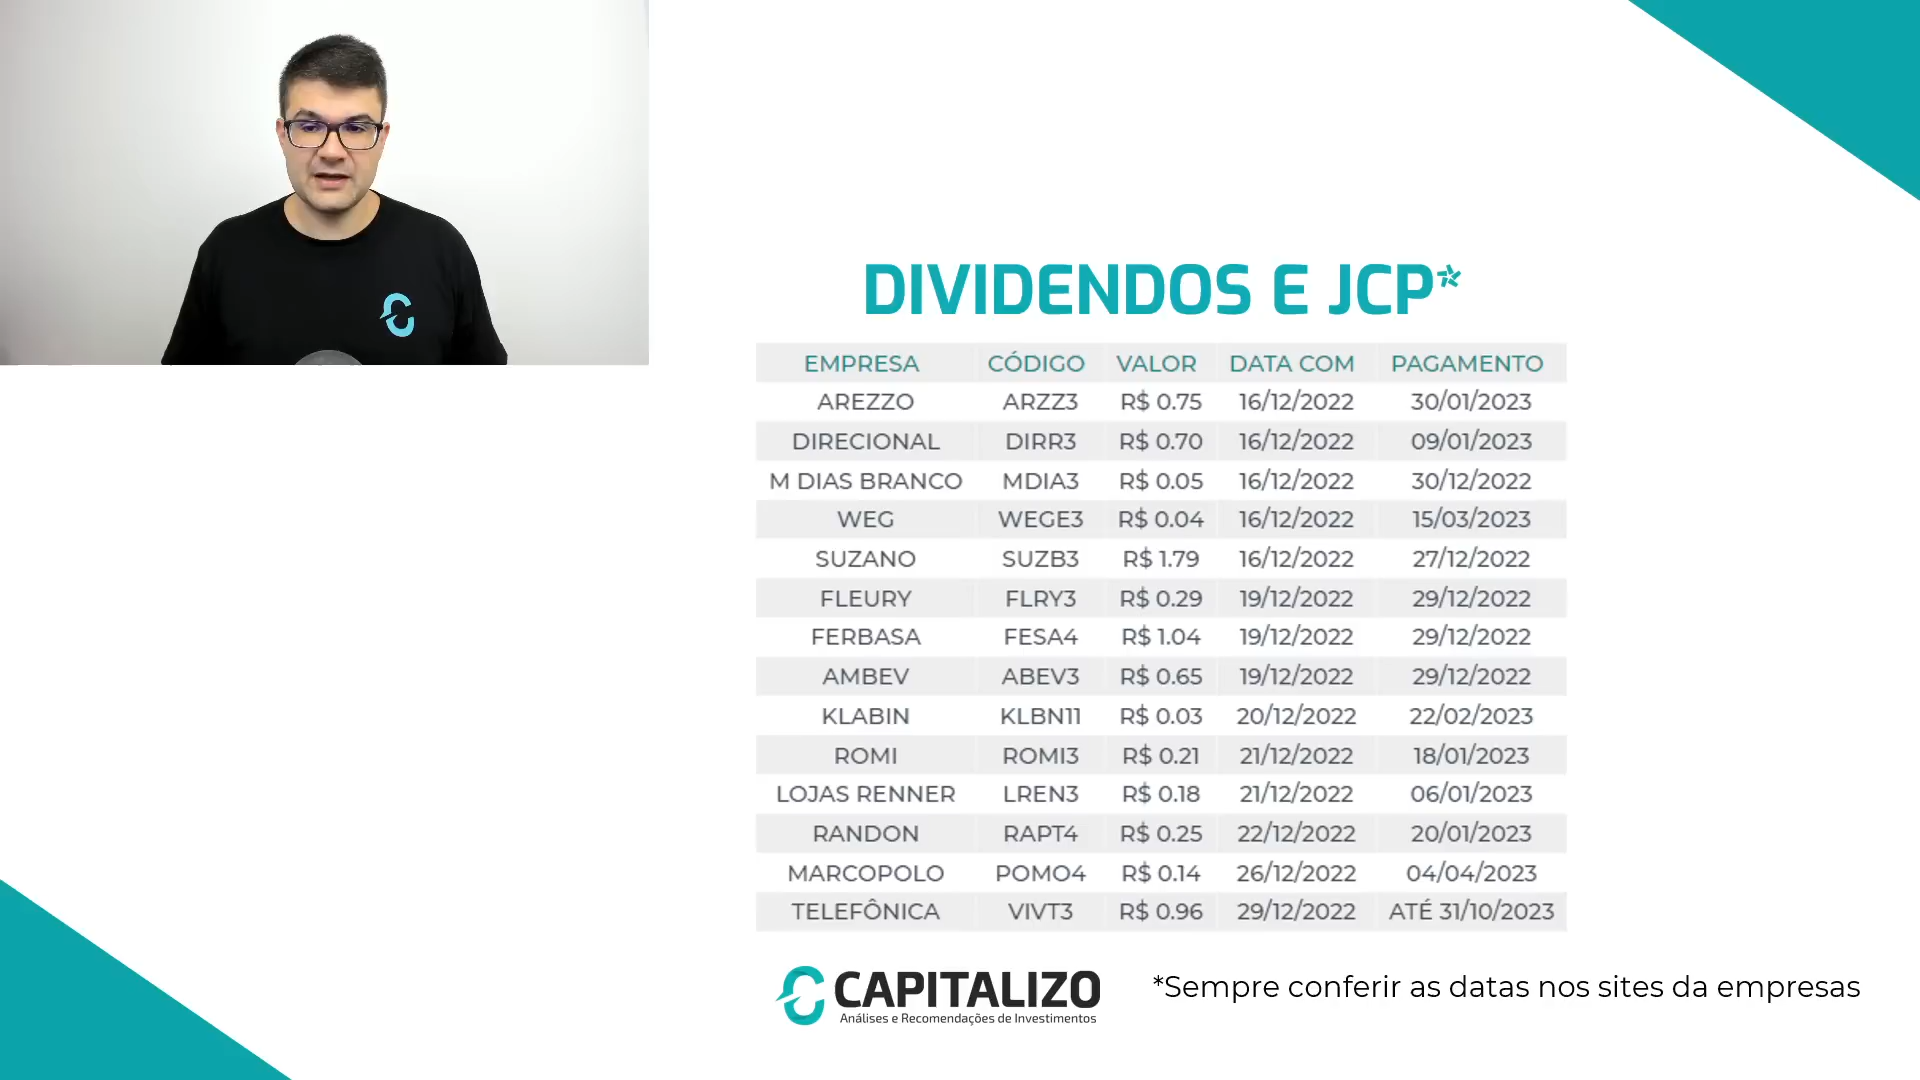 DIVIDENDOS E JCP*
EMPRESA CÓDIGO VALOR DATA COM PAGAMENTO
AREZZO ARZZ3 R$ 0.75 16/12/2022 30/01/2023
DIRECIONAL DIRR3 R$ 0.70 16/12/2022 09/01/2023
M DIAS BRANCO MDIA3 R$ 0.05 16/12/2022 30/12/2022
WEG WEGE3 R$ 0.04 16/12/2022 15/03/2023
SUZANO SUZB3 R$ 1.79 16/12/2022 27/12/2022
FLEURY FLRY3 R$ 0.29 19/12/2022 29/12/2022
FERBASA FESA4 R$ 1.04 19/12/2022 29/12/2022
AMBEV ABEV3 R$ 0.65 19/12/2022 29/12/2022
KLABIN KLBN11 R$ 0.03 20/12/2022 22/02/2023
ROMI ROMI3 R$ 0.21 21/12/2022 18/01/2023
LOJAS RENNER LREN3 R$ 0.18 21/12/2022 06/01/2023
RANDON RAPT4 R$ 0.25 22/12/2022 20/01/2023
MARCOPOLO POMO4 R$ 0.14 26/12/2022 04/04/2023
TELEFÔNICA VIVT3 R$ 0.96 29/12/2022 ATÉ 31/10/2023
CAPITALIZO
Análises e Recomendações de Investimentos
*Sempre conferir as datas nos sites da empresas